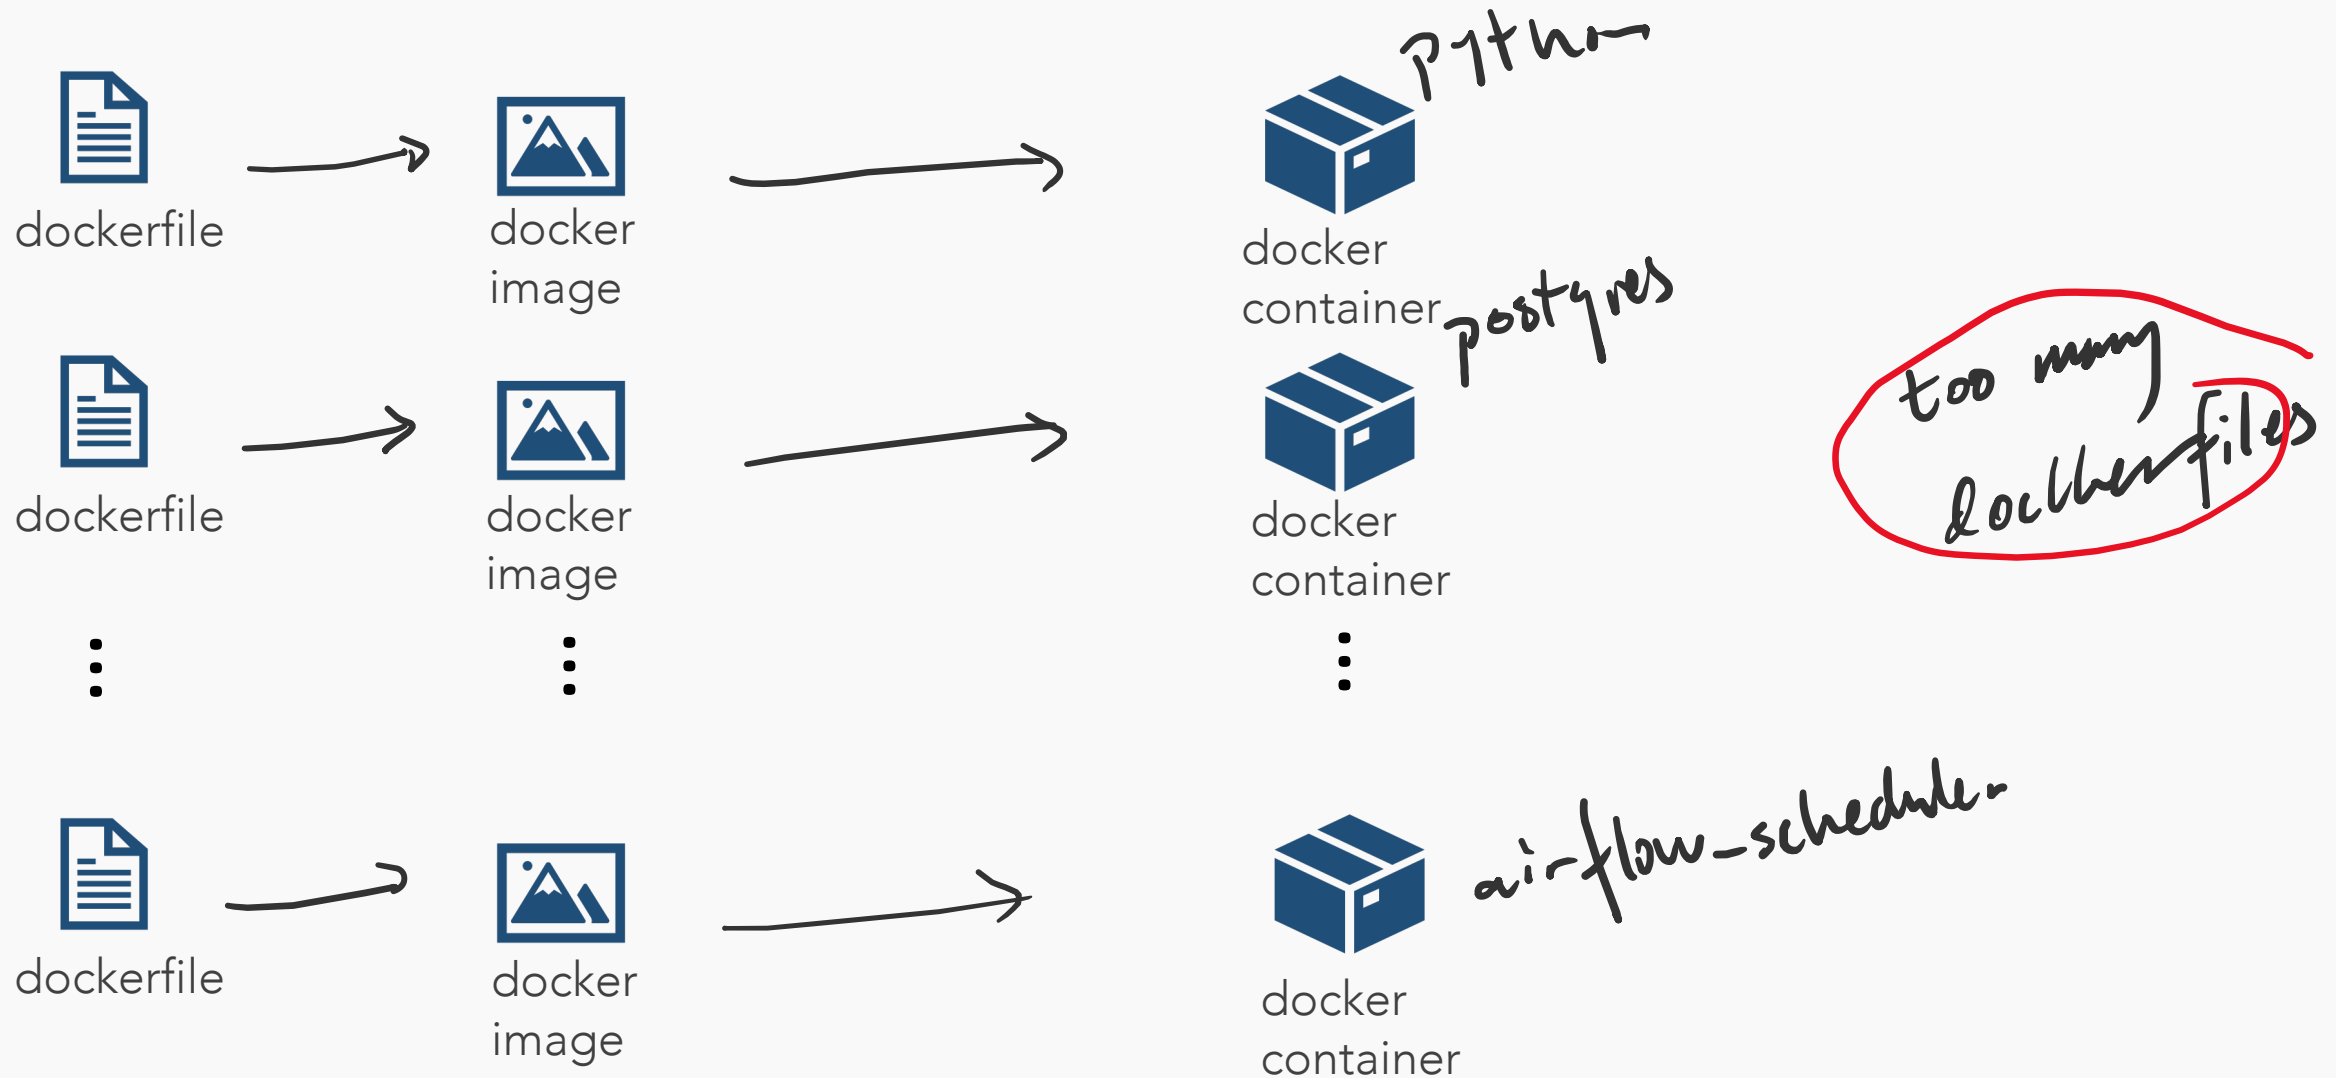 python
dockerfile
docker
image
docker
container
postgres
too many
dockerfiles
dockerfile
docker
image
docker
container
airflow_scheduler
dockerfile
docker
image
docker
container